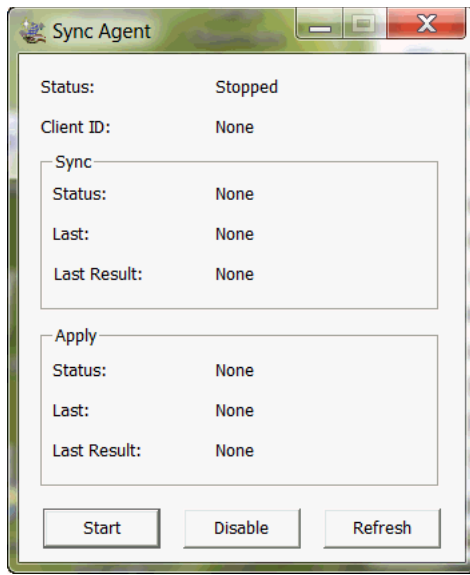 Sync Agent
Status: Stopped
Client ID: None
Sync
Status: None
Last: None
Last Result: None
Apply
Status: None
Last: None
Last Result: None
Start Disable Refresh